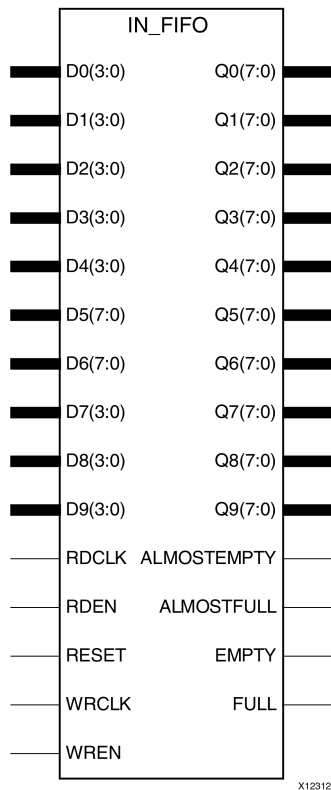 IN_FIFO
D0(3:0) Q0(7:0)
D1(3:0) Q1(7:0)
D2(3:0) Q2(7:0)
D3(3:0) Q3(7:0)
D4(3:0) Q4(7:0)
D5(7:0) Q5(7:0)
D6(7:0) Q6(7:0)
D7(3:0) Q7(7:0)
D8(3:0) Q8(7:0)
D9(3:0) Q9(7:0)
RDCLK ALMOSTEMPTY
RDEN ALMOSTFULL
RESET EMPTY
WRCLK FULL
WREN
X12312